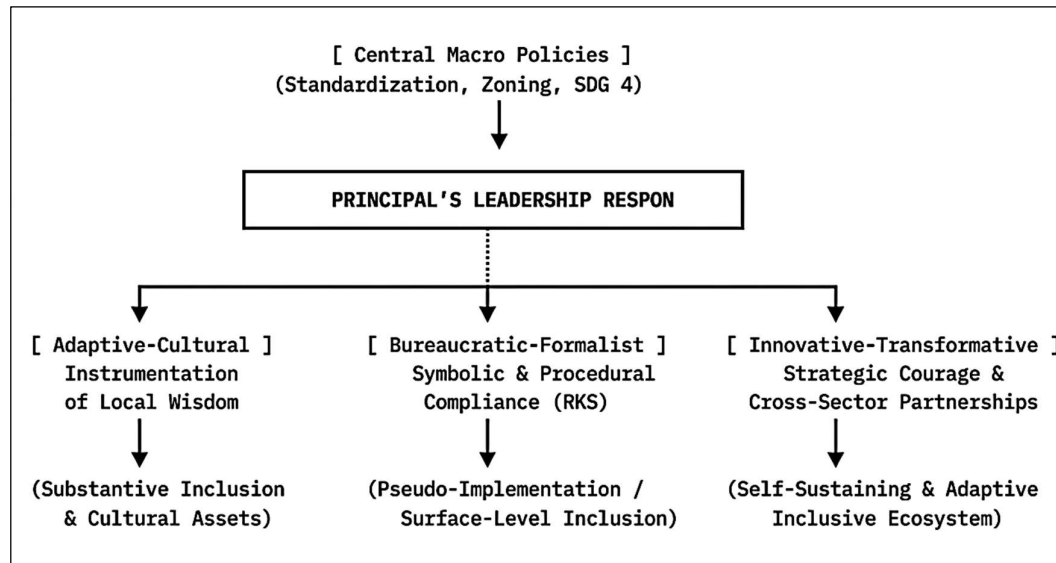 [ Central Macro Policies ]
(Standardization, Zoning, SDG 4)
PRINCIPAL'S LEADERSHIP RESPON
[ Adaptive-Cultural ]
Instrumentation
of Local Wisdom
(Substantive Inclusion
& Cultural Assets)
[ Bureaucratic-Formalist ]
Symbolic & Procedural
Compliance (RKS)
(Pseudo-Implementation /
Surface-Level Inclusion)
[ Innovative-Transformative ]
Strategic Courage &
Cross-Sector Partnerships
(Self-Sustaining & Adaptive
Inclusive Ecosystem)